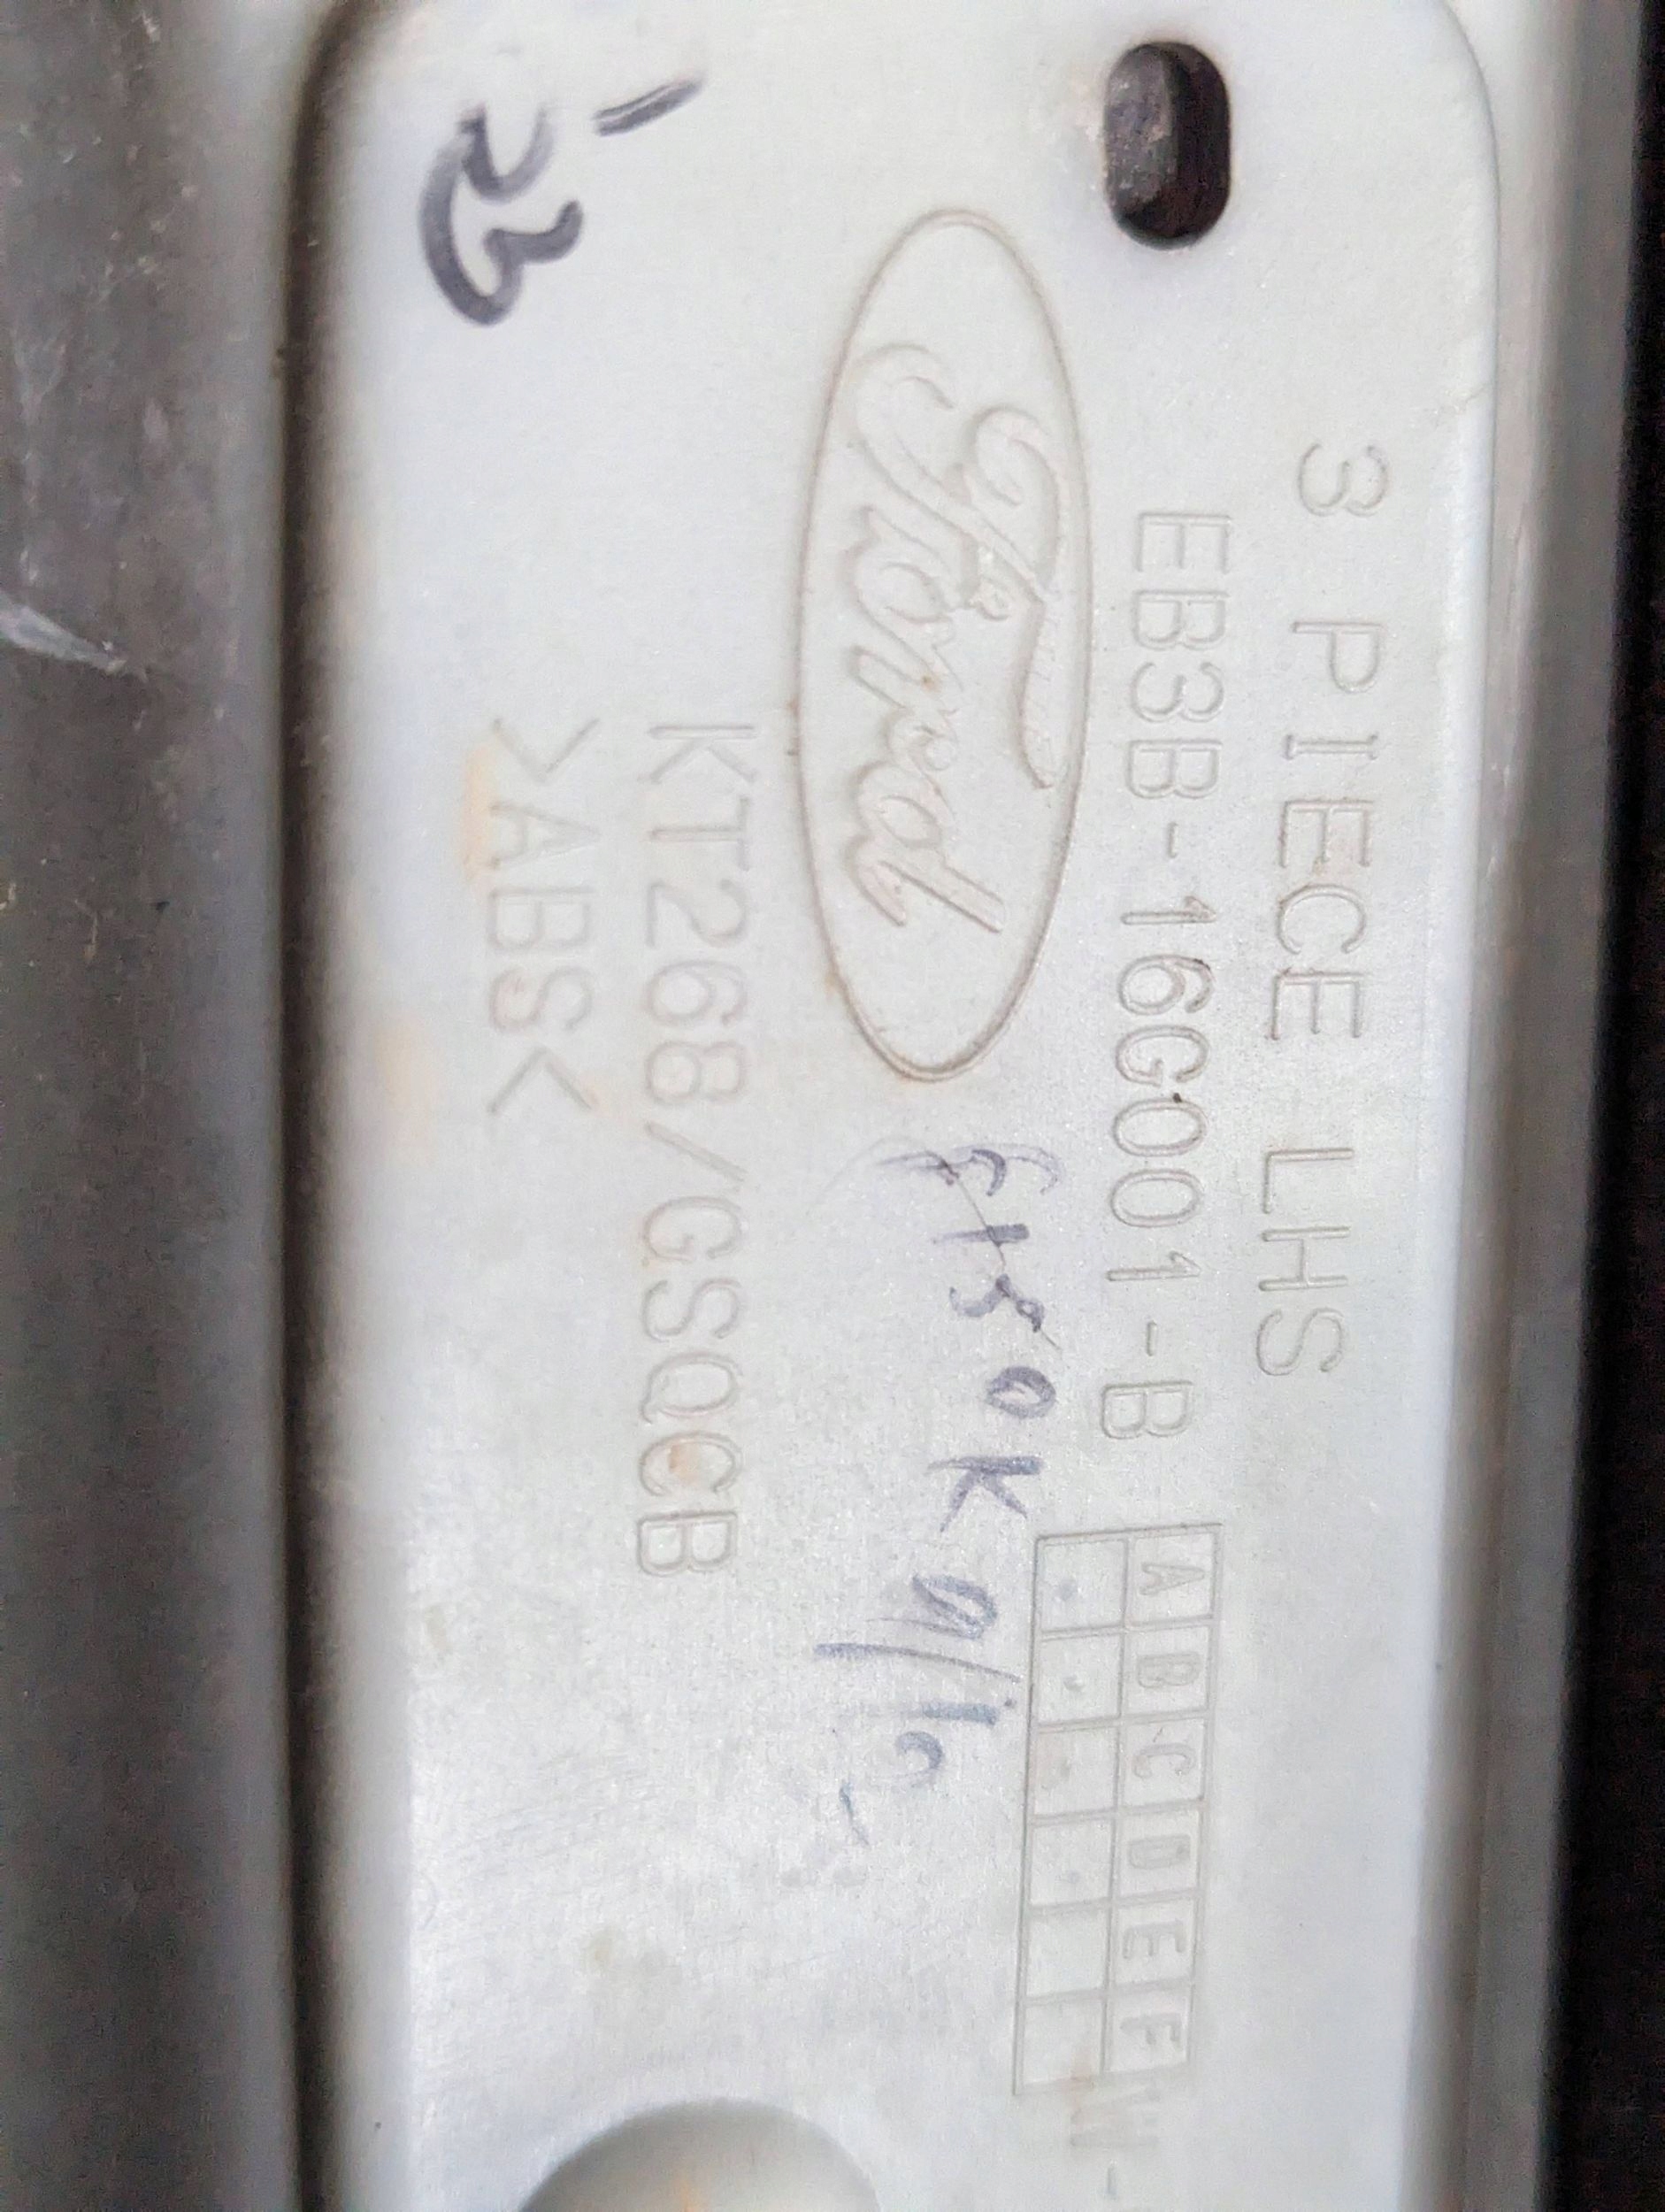 3 PIECE LHS
EB3B-16G001-B
A B C D E F
Ford
KT268/GSQCB
>ABS<